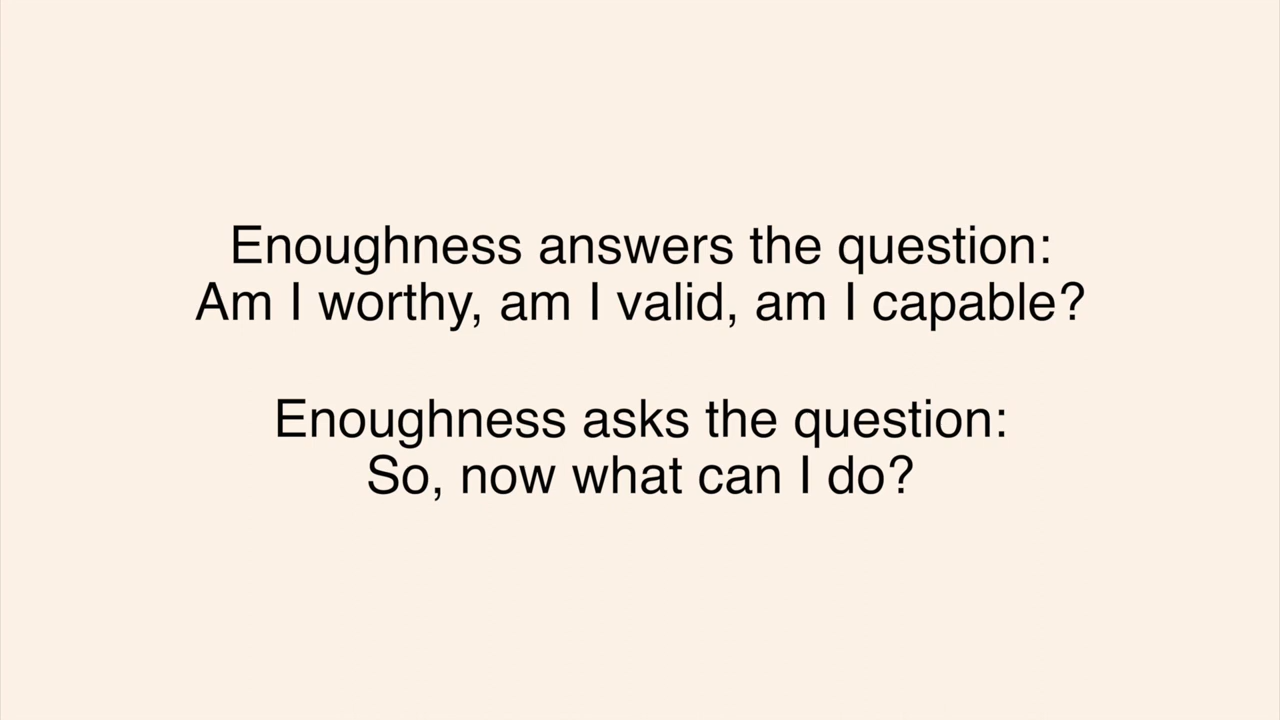 Enoughness answers the question:
Am I worthy, am I valid, am I capable?
Enoughness asks the question:
So, now what can I do?